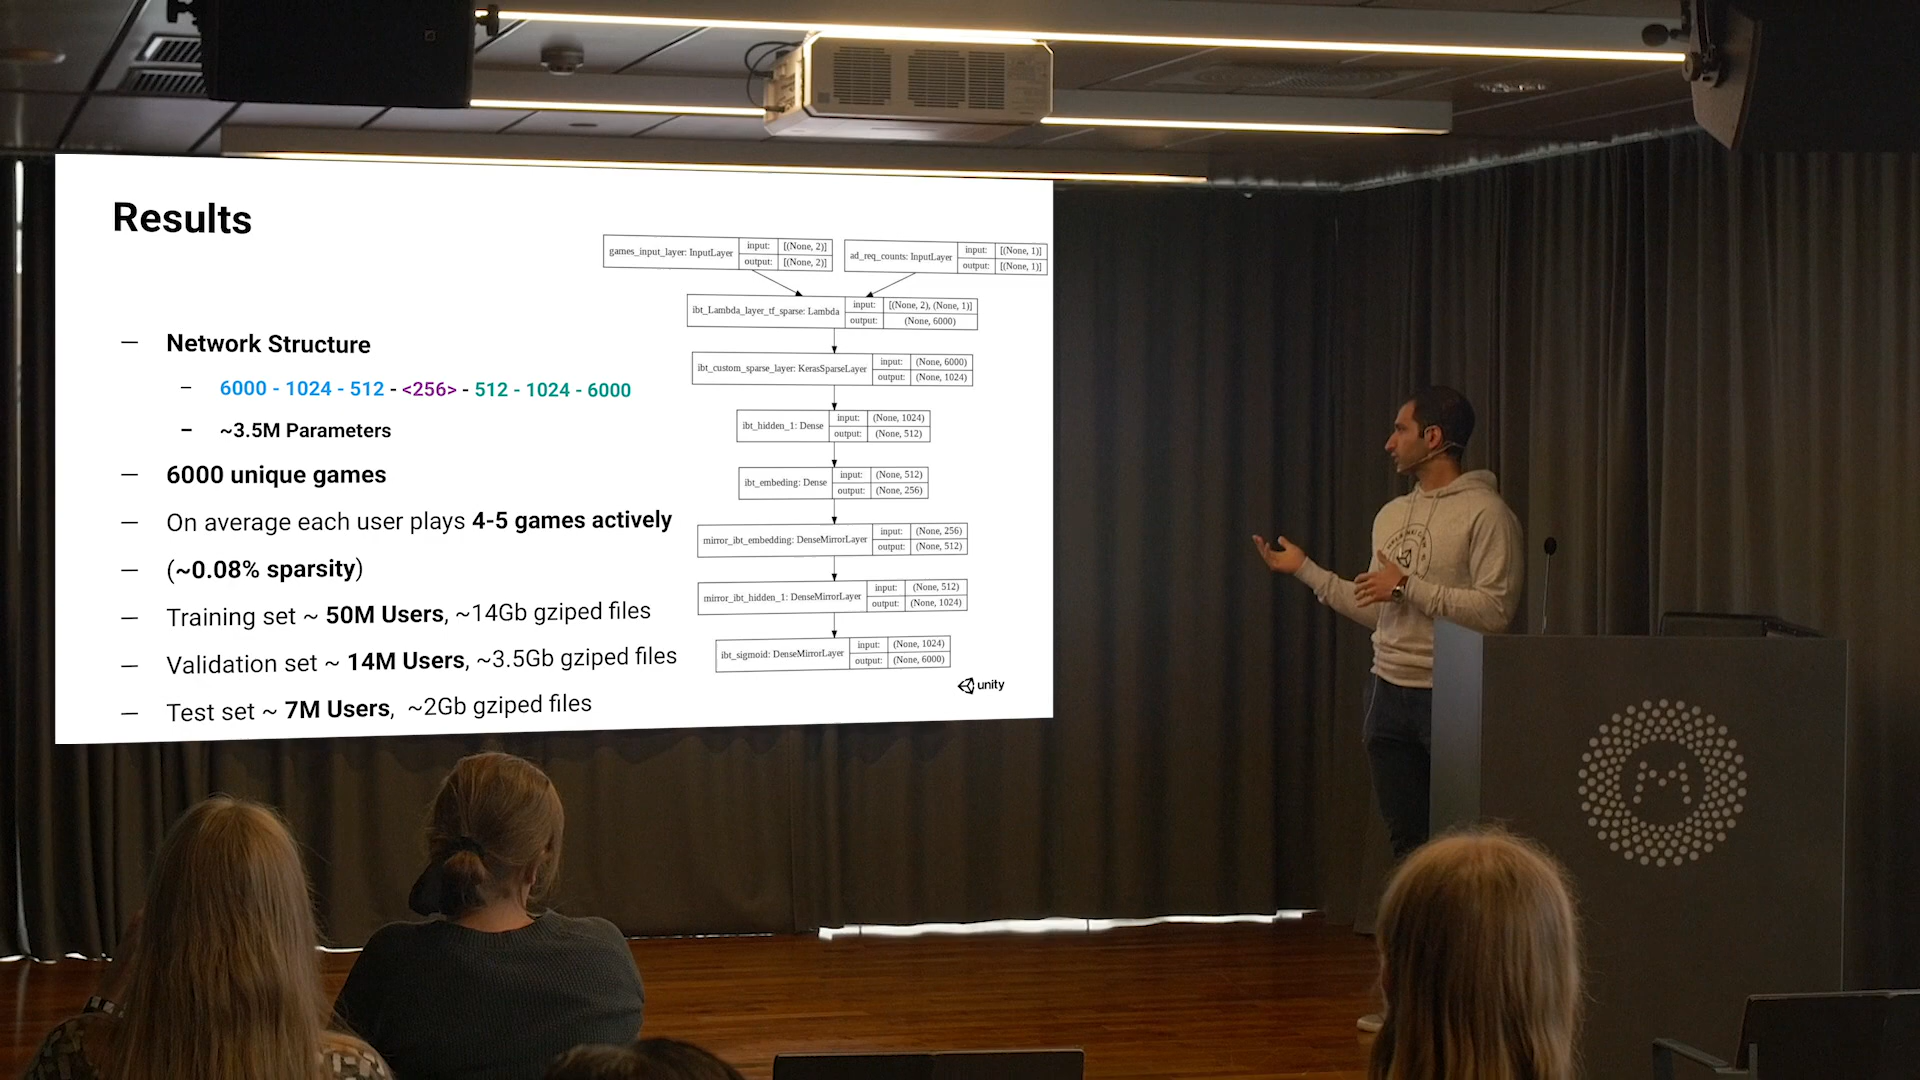 Results
— Network Structure
– 6000 - 1024 - 512 - <256> - 512 - 1024 - 6000
– ~3.5M Parameters
— 6000 unique games
— On average each user plays 4-5 games actively
— (~0.08% sparsity)
— Training set ~ 50M Users, ~14Gb gziped files
— Validation set ~ 14M Users, ~3.5Gb gziped files
— Test set ~ 7M Users, ~2Gb gziped files
games_input_layer: InputLayer
input: [(None, 2)]
output: [(None, 2)]
ad_req_counts: InputLayer
input: [(None, 1)]
output: [(None, 1)]
ibt_Lambda_layer_tf_sparse: Lambda
input: [(None, 2), (None, 1)]
output: (None, 6000)
ibt_custom_sparse_layer: KerasSparseLayer
input: (None, 6000)
output: (None, 1024)
ibt_hidden_1: Dense
input: (None, 1024)
output: (None, 512)
ibt_embeding: Dense
input: (None, 512)
output: (None, 256)
mirror_ibt_embedding: DenseMirrorLayer
input: (None, 256)
output: (None, 512)
mirror_ibt_hidden_1: DenseMirrorLayer
input: (None, 512)
output: (None, 1024)
ibt_sigmoid: DenseMirrorLayer
input: (None, 1024)
output: (None, 6000)
unity
M